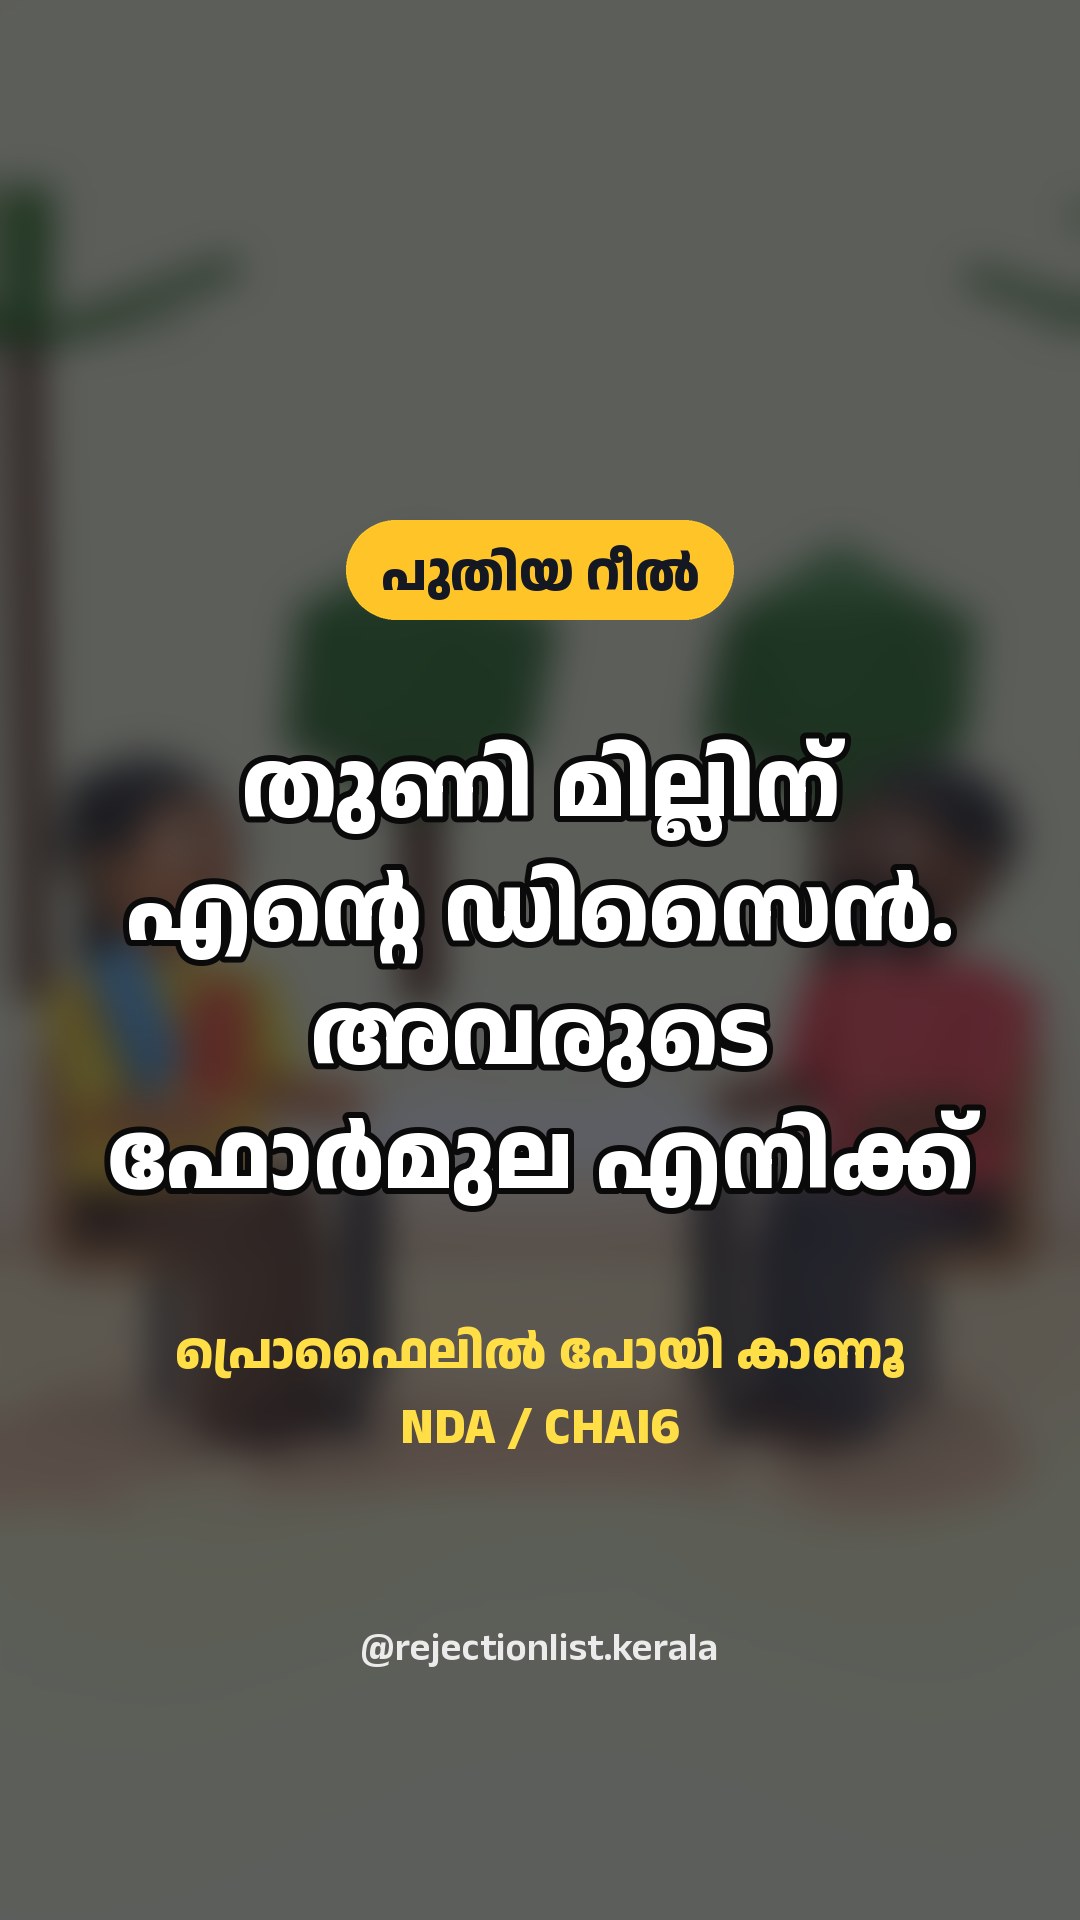 പുതിയ റീൽ
തുണി മില്ലിന്
എന്റെ ഡിസൈൻ.
അവരുടെ
ഫോർമുല എനിക്ക്
പ്രൊഫൈലിൽ പോയി കാണൂ
NDA / CHAI6
@rejectionlist.kerala